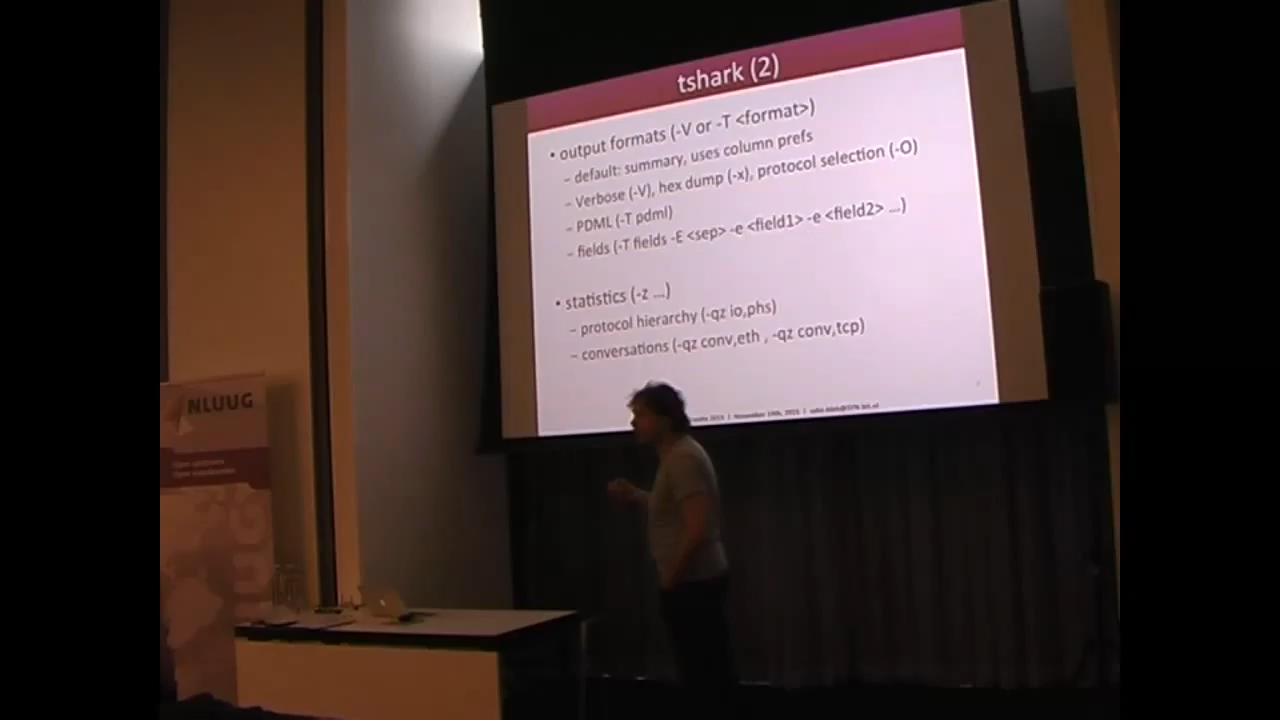 tshark (2)
• output formats (-V or -T <format>)
– default: summary, uses column prefs
– Verbose (-V), hex dump (-x), protocol selection (-O)
– PDML (-T pdml)
– fields (-T fields -E <sep> -e <field1> -e <field2> ...)
• statistics (-z ...)
– protocol hierarchy (-qz io,phs)
– conversations (-qz conv,eth , -qz conv,tcp)
NLUUG